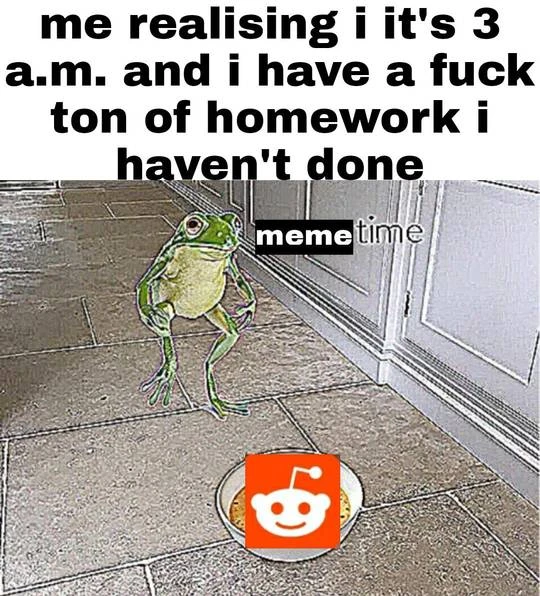 me realising i it's 3
a.m. and i have a fuck
ton of homework i
haven't done
meme time